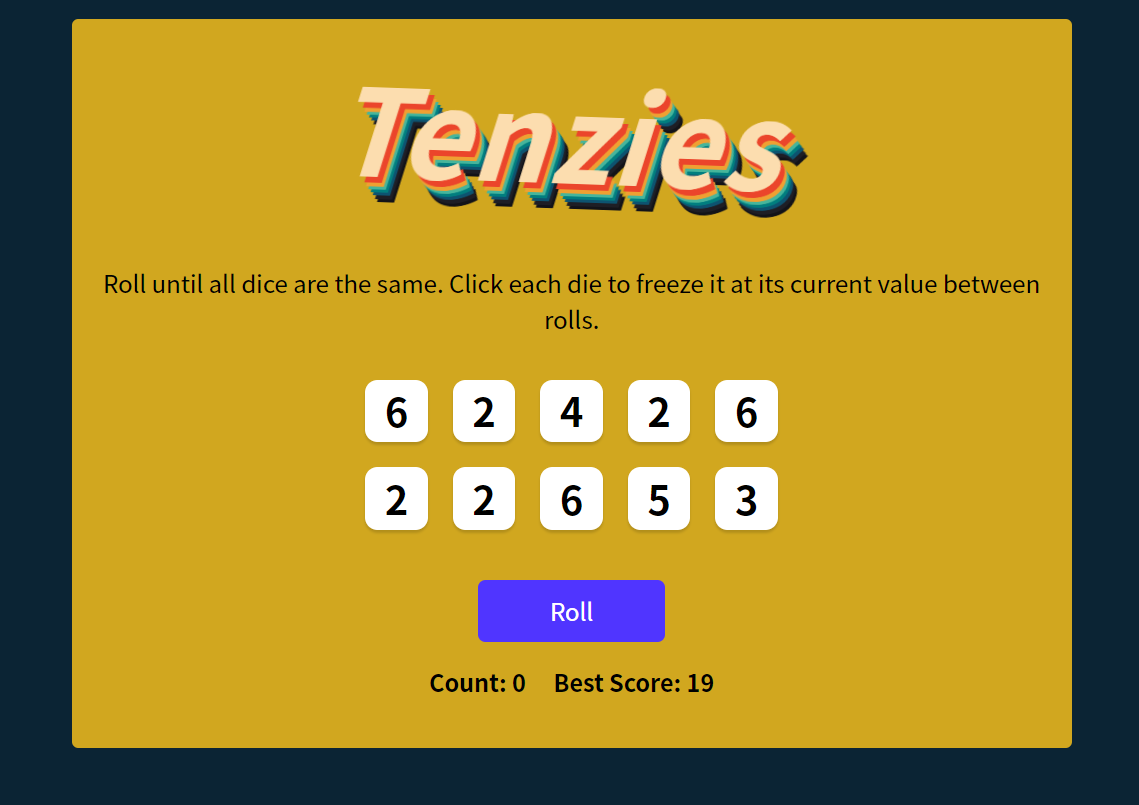 Tenzies
Roll until all dice are the same. Click each die to freeze it at its current value between
rolls.
6 2 4 2 6
2 2 6 5 3
Roll
Count: 0 Best Score: 19